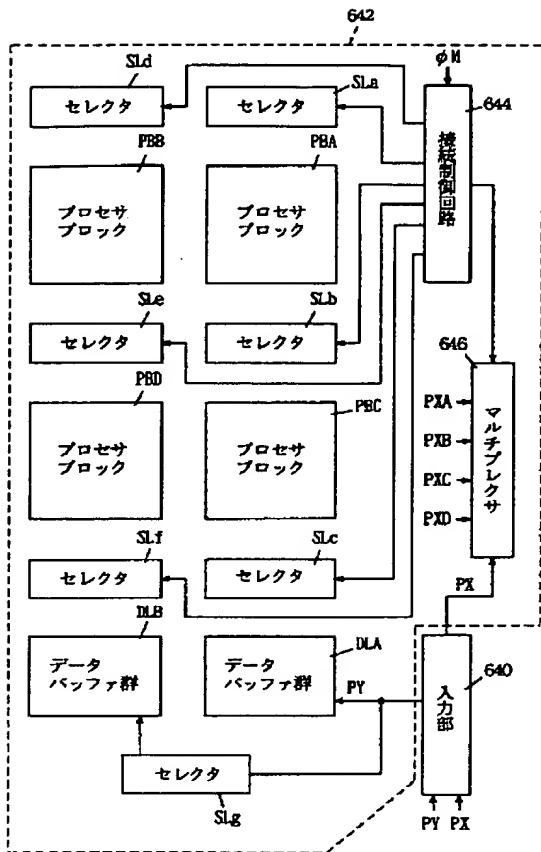 642
SLd
SLa
φM
セレクタ
セレクタ
644
接続制御回路
PBB
PBA
プロセサ
ブロック
プロセサ
ブロック
SLe
SLb
セレクタ
セレクタ
646
マルチプレクサ
PBD
PBC
PXA
プロセサ
ブロック
プロセサ
ブロック
PXB
PXC
PXD
SLf
SLc
セレクタ
セレクタ
PX
DLB
DLA
データ
バッファ群
データ
バッファ群
PY
640
入力部
セレクタ
SLg
PY PX